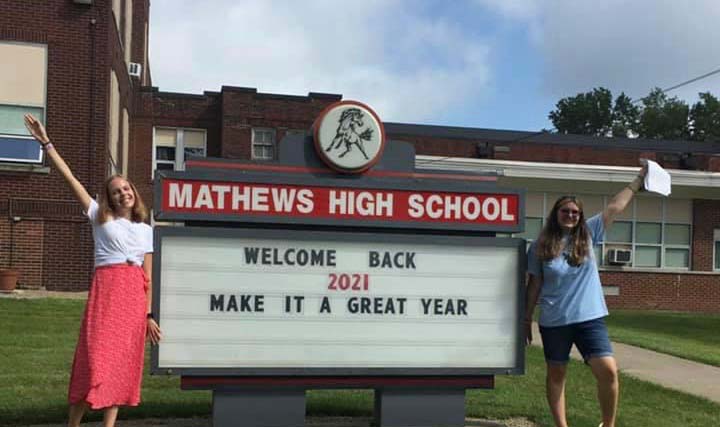 MATHEWS HIGH SCHOOL
WELCOME BACK
2021
MAKE IT A GREAT YEAR